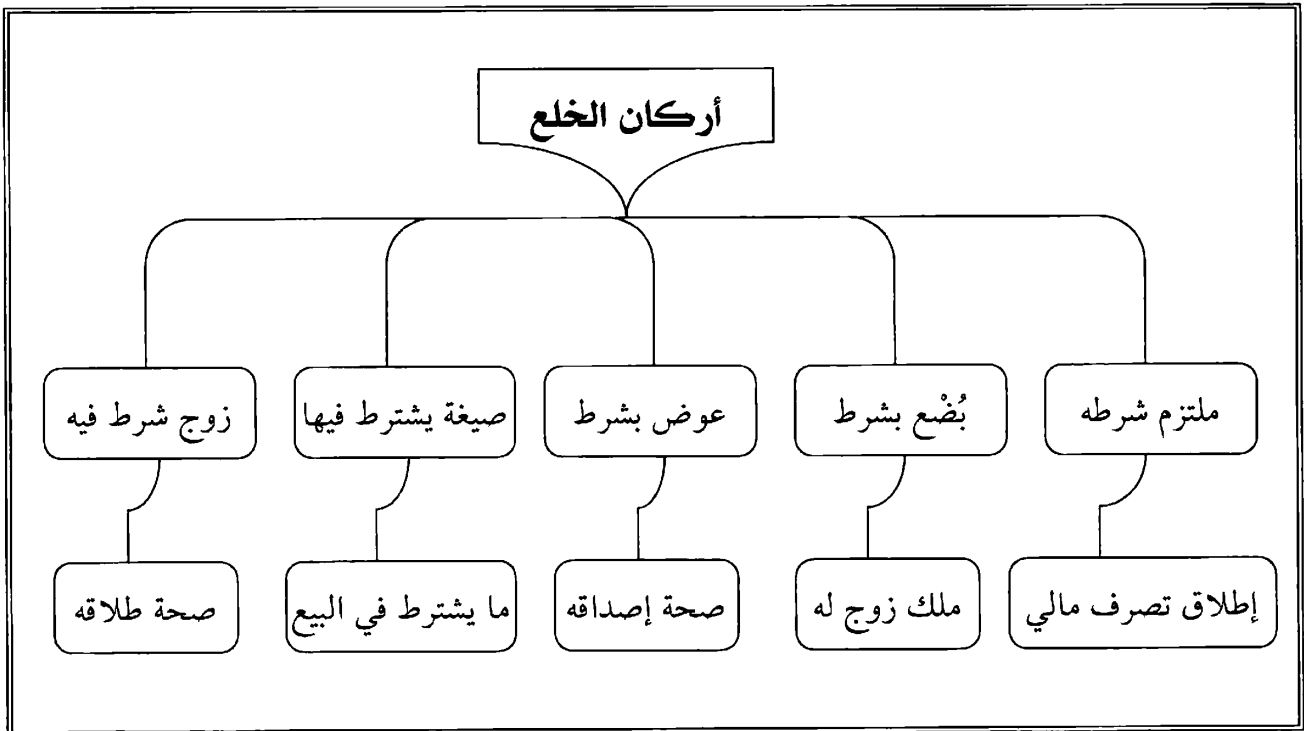 أركان الخلع
ملتزم شرطه
بُضْع بشرط
عوض بشرط
صيغة يشترط فيها
زوج شرط فيه
إطلاق تصرف مالي
ملك زوج له
صحة إصداقه
ما يشترط في البيع
صحة طلاقه